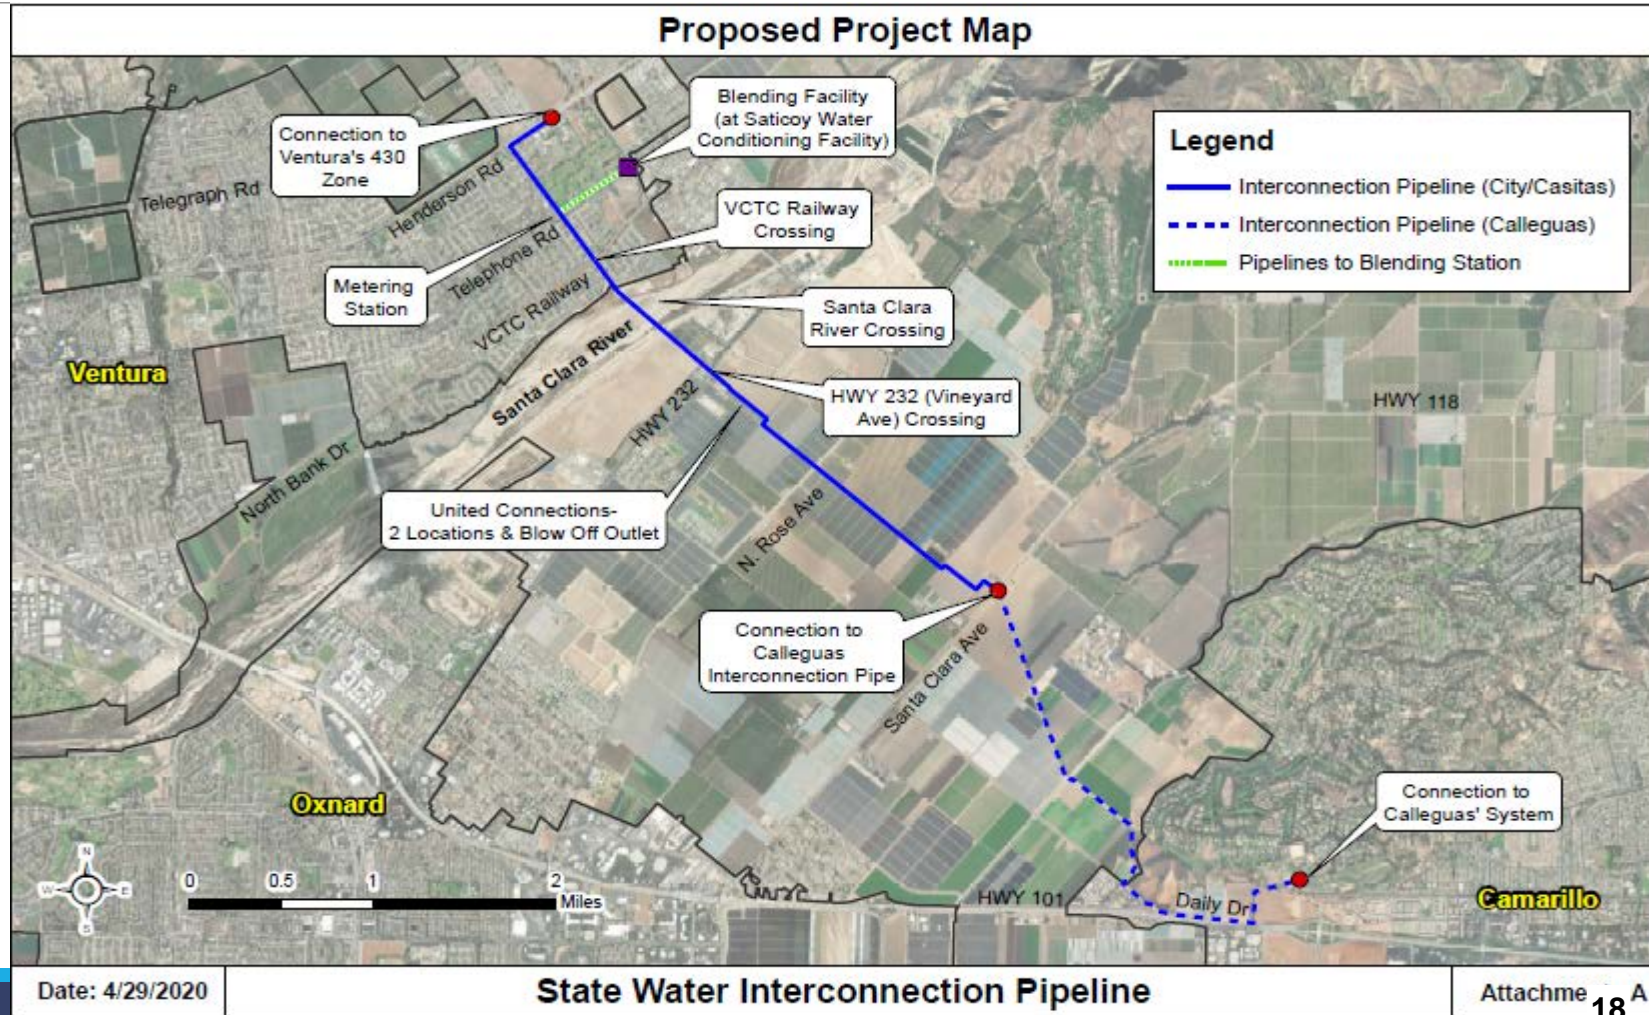 Proposed Project Map
Blending Facility
(at Saticoy Water
Conditioning Facility)
Connection to
Ventura's 430
Zone
Legend
Interconnection Pipeline (City/Casitas)
Interconnection Pipeline (Calleguas)
Pipelines to Blending Station
Telegraph Rd
Henderson Rd
VCTC Railway
Crossing
Telephone Rd
Metering
Station
VCTC Railway
Santa Clara
River Crossing
Ventura
Santa Clara River
HWY 232 (Vineyard
Ave) Crossing
HWY 232
HWY 118
North Bank Dr
United Connections-
2 Locations & Blow Off Outlet
N. Rose Ave
Connection to
Calleguas
Interconnection Pipe
Santa Clara Ave
Oxnard
Connection to
Calleguas' System
N
W E
S
0 0.5 1 2
Miles
HWY 101
Daily Dr
Camarillo
Date: 4/29/2020
State Water Interconnection Pipeline
Attachme A
18